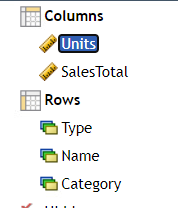 Columns
Units
SalesTotal
Rows
Type
Name
Category